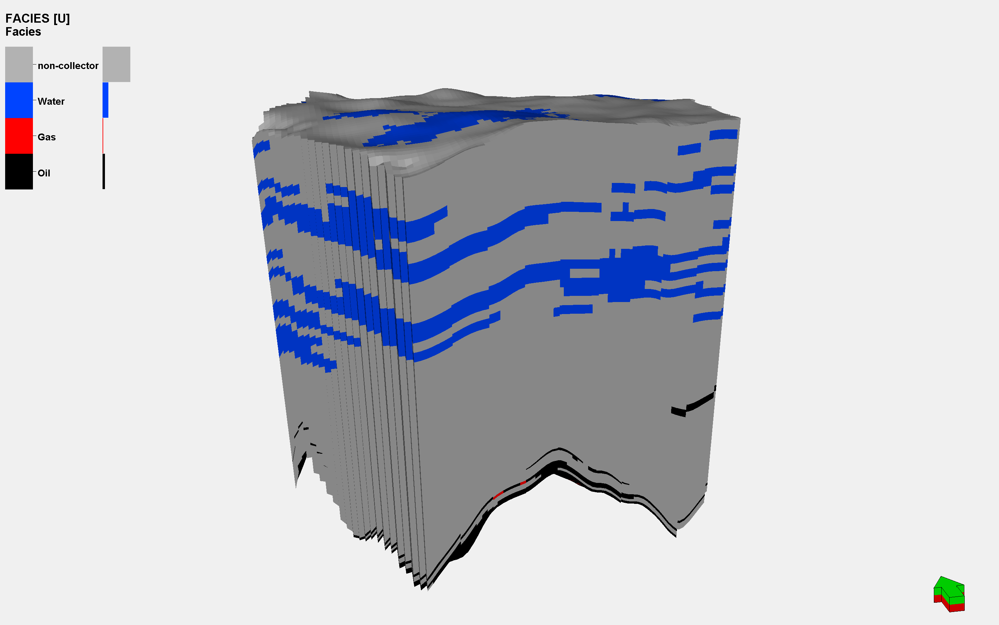 FACIES [U]
Facies
non-collector
Water
Gas
Oil